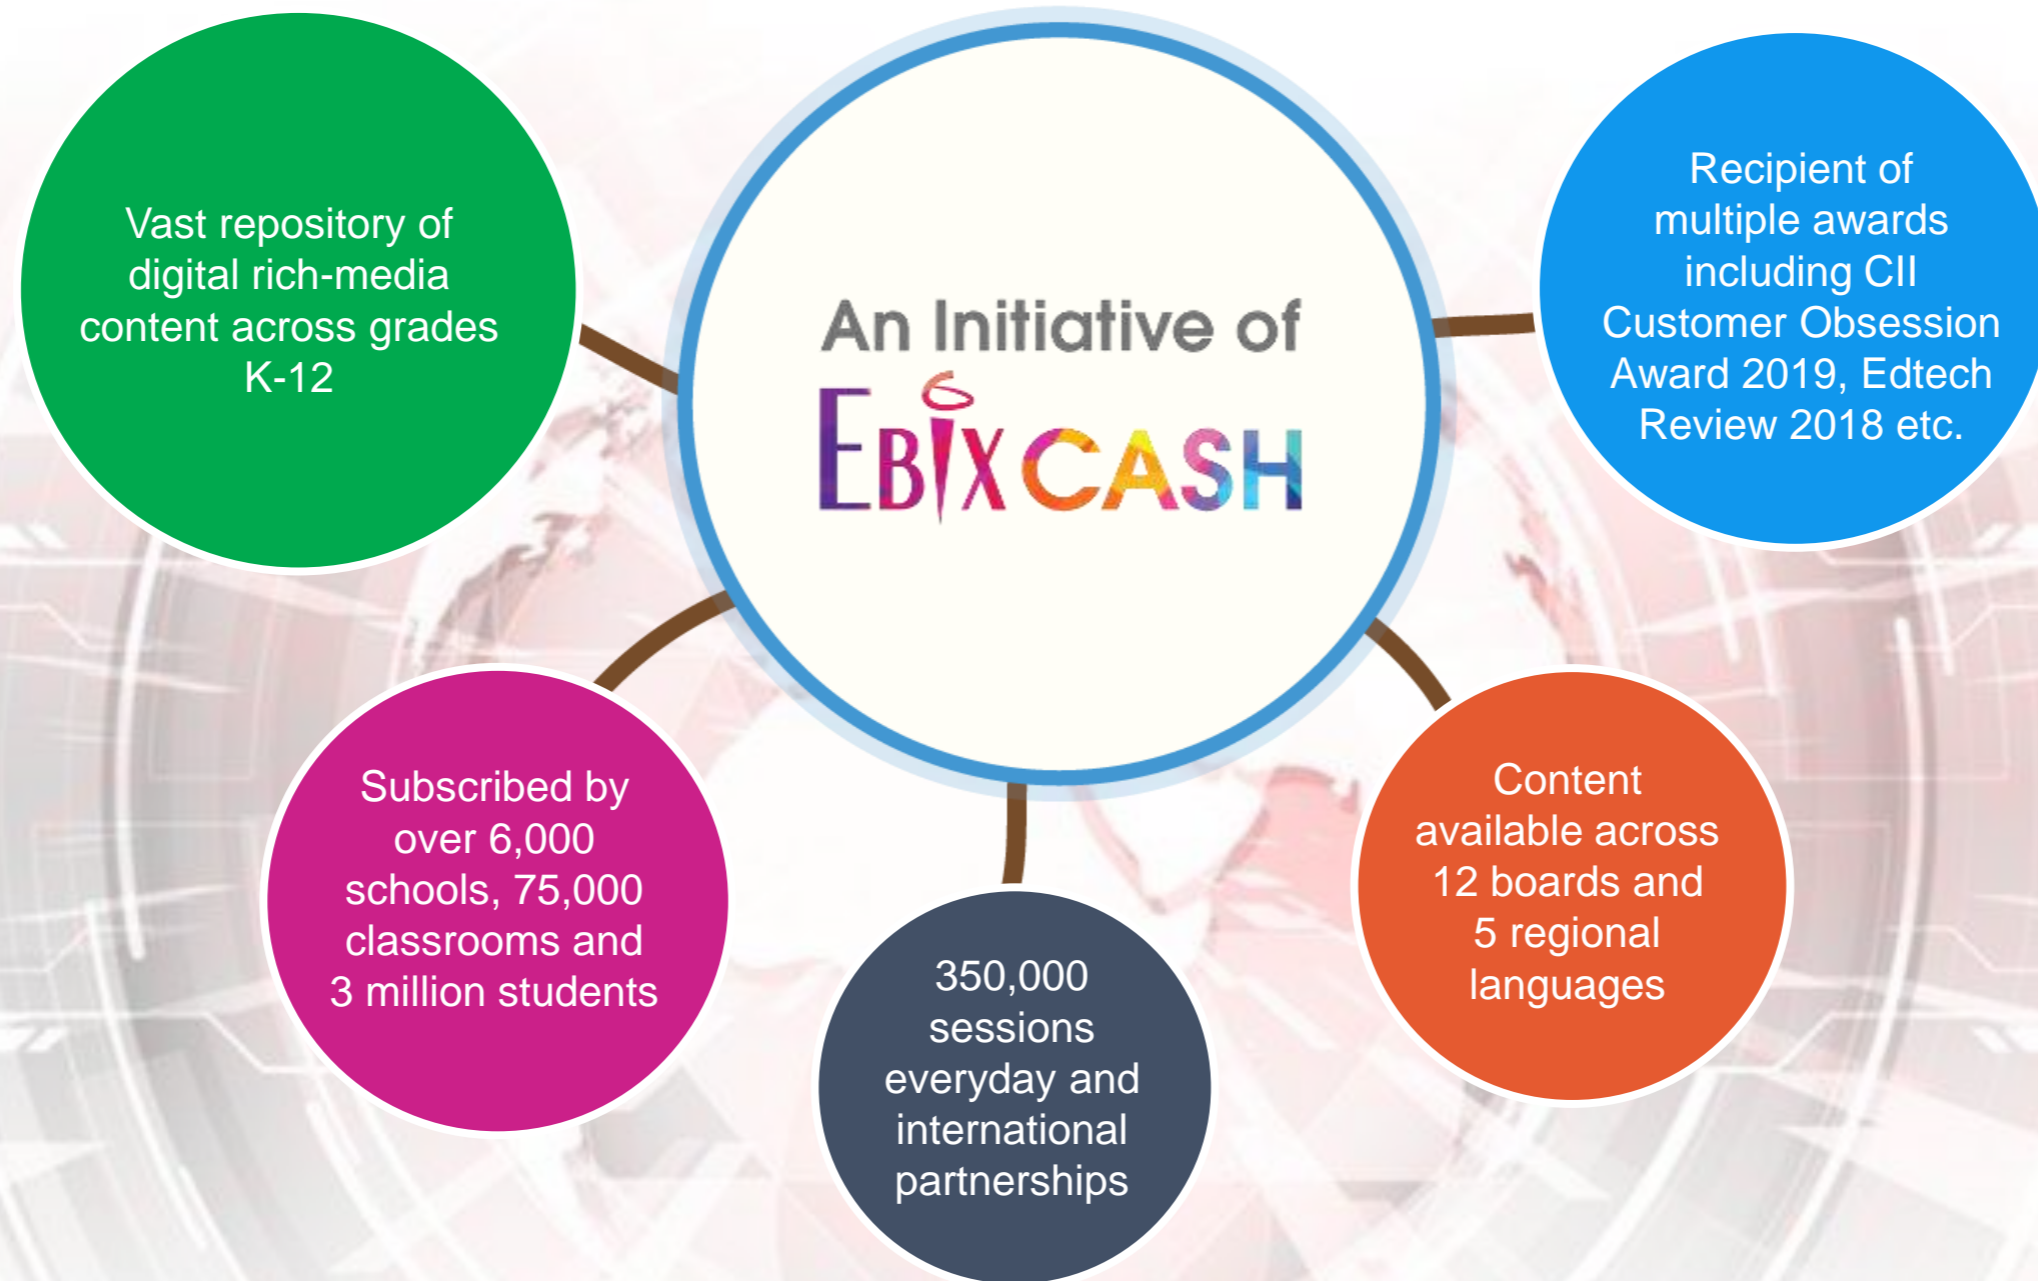 Vast repository of
digital rich-media
content across grades
K-12
An Initiative of
EBIXCASH
Recipient of
multiple awards
including CII
Customer Obsession
Award 2019, Edtech
Review 2018 etc.
Subscribed by
over 6,000
schools, 75,000
classrooms and
3 million students
350,000
sessions
everyday and
international
partnerships
Content
available across
12 boards and
5 regional
languages